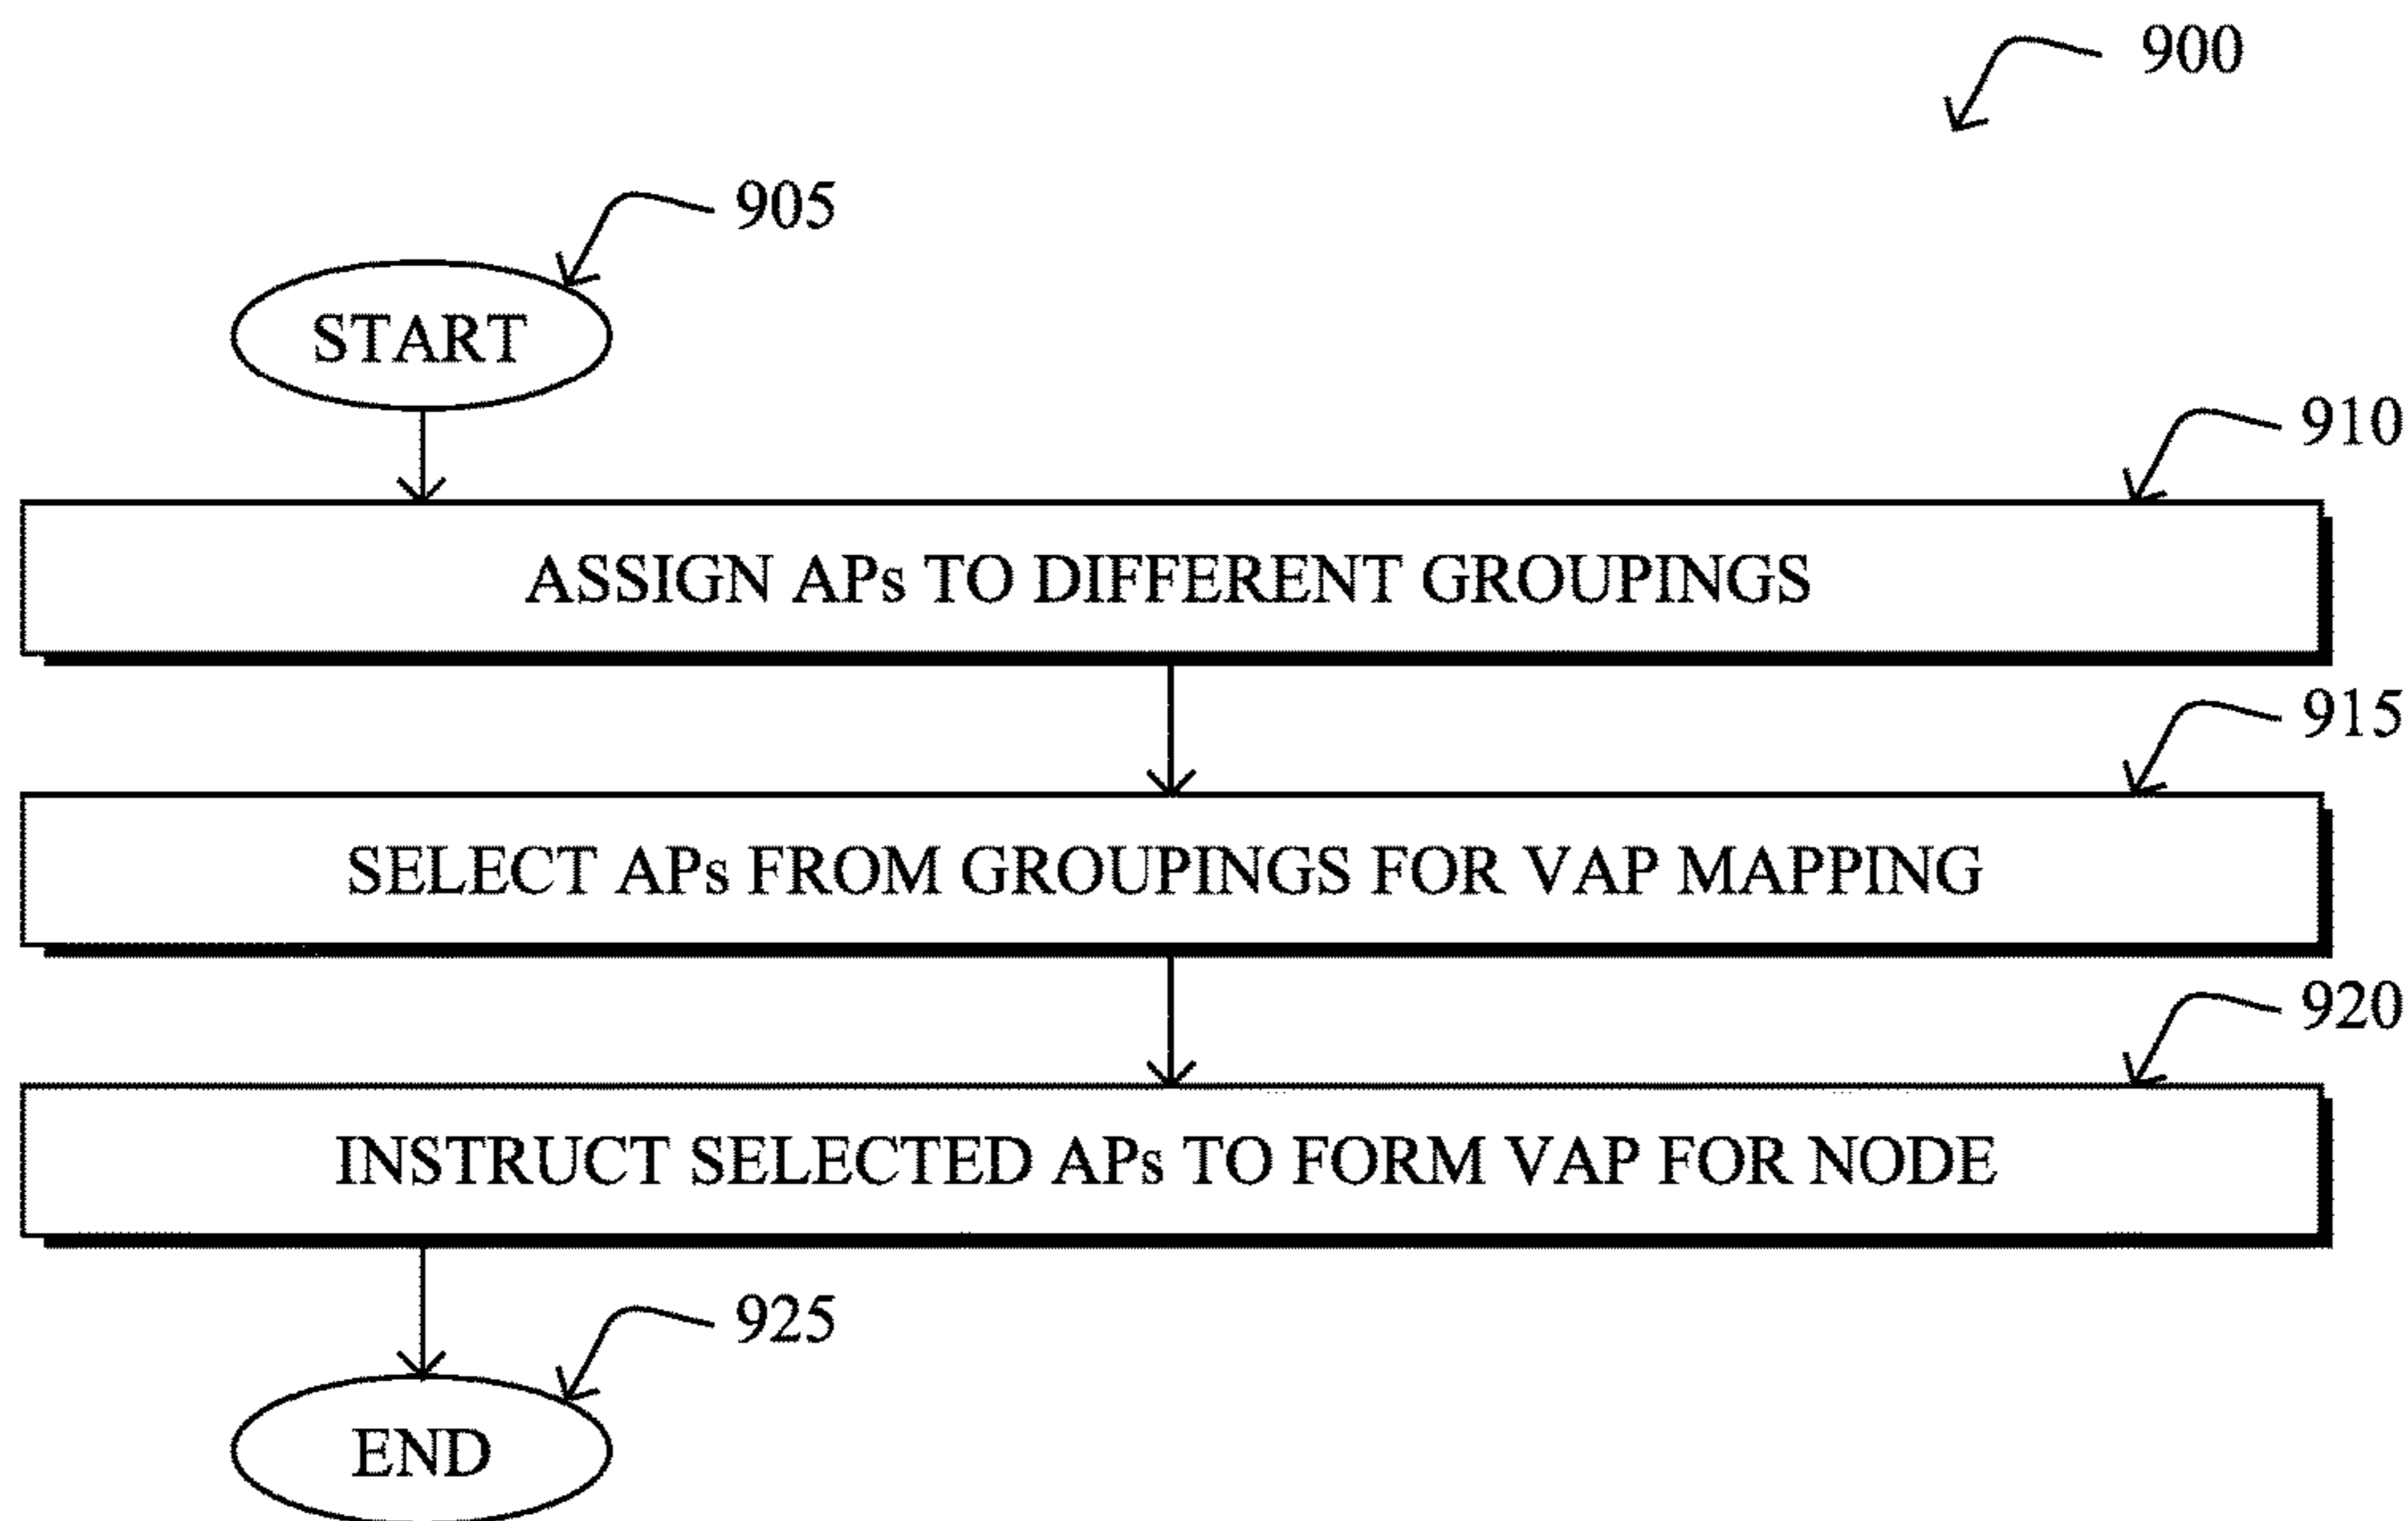 900
905
START
910
ASSIGN APs TO DIFFERENT GROUPINGS
915
SELECT APs FROM GROUPINGS FOR VAP MAPPING
920
INSTRUCT SELECTED APs TO FORM VAP FOR NODE
925
END